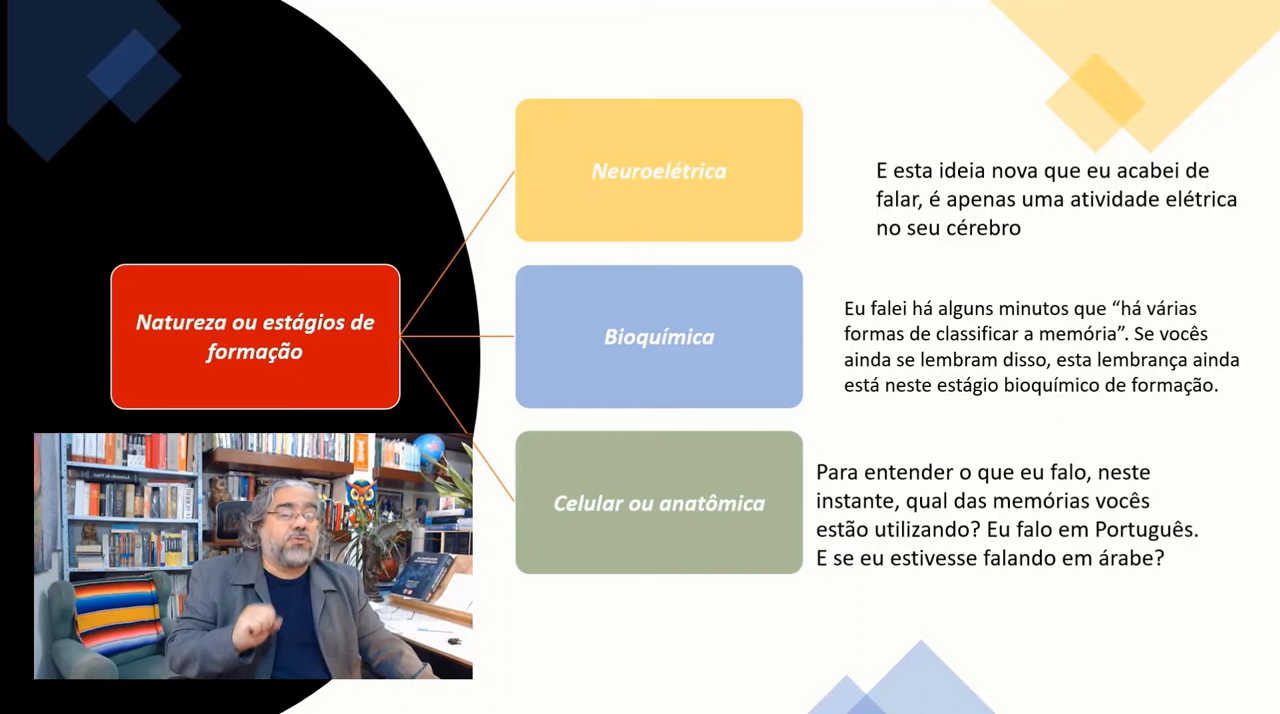 Neuroelétrica
E esta ideia nova que eu acabei de
falar, é apenas uma atividade elétrica
no seu cérebro
Natureza ou estágios de
formação
Bioquímica
Eu falei há alguns minutos que “há várias
formas de classificar a memória”. Se vocês
ainda se lembram disso, esta lembrança ainda
está neste estágio bioquímico de formação.
Celular ou anatômica
Para entender o que eu falo, neste
instante, qual das memórias vocês
estão utilizando? Eu falo em Português.
E se eu estivesse falando em árabe?